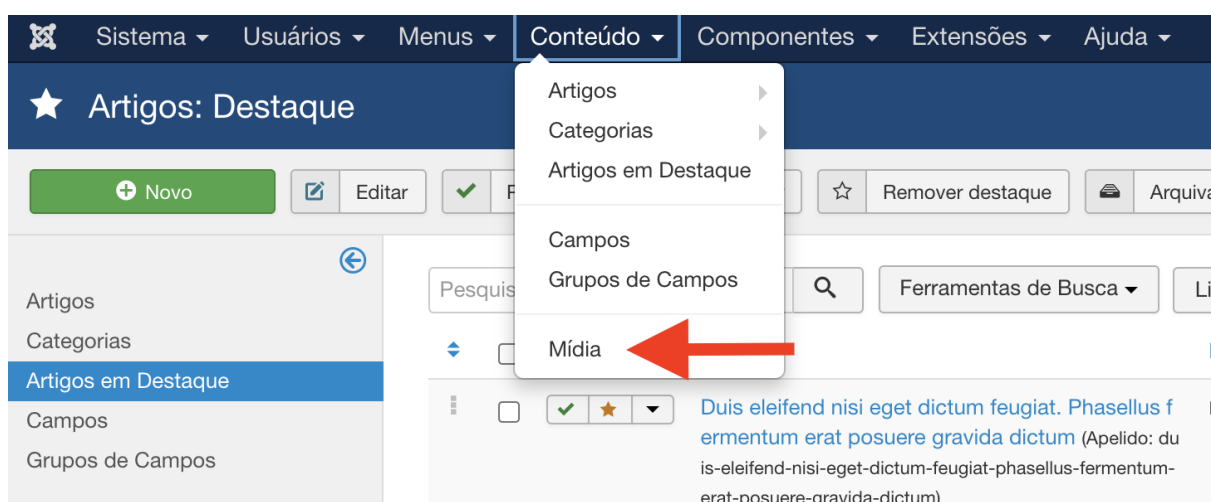 Sistema Usuários Menus Conteúdo Componentes Extensões Ajuda
Artigos: Destaque
Artigos
Categorias
Artigos em Destaque
Campos
Grupos de Campos
Mídia
Novo Editar Remover destaque
Artigos
Categorias
Artigos em Destaque
Campos
Grupos de Campos
Ferramentas de Busca
Duis eleifend nisi eget dictum feugiat. Phasellus f
ermentum erat posuere gravida dictum (Apelido: du
is-eleifend-nisi-eget-dictum-feugiat-phasellus-fermentum-
erat-posuere-gravida-dictum)